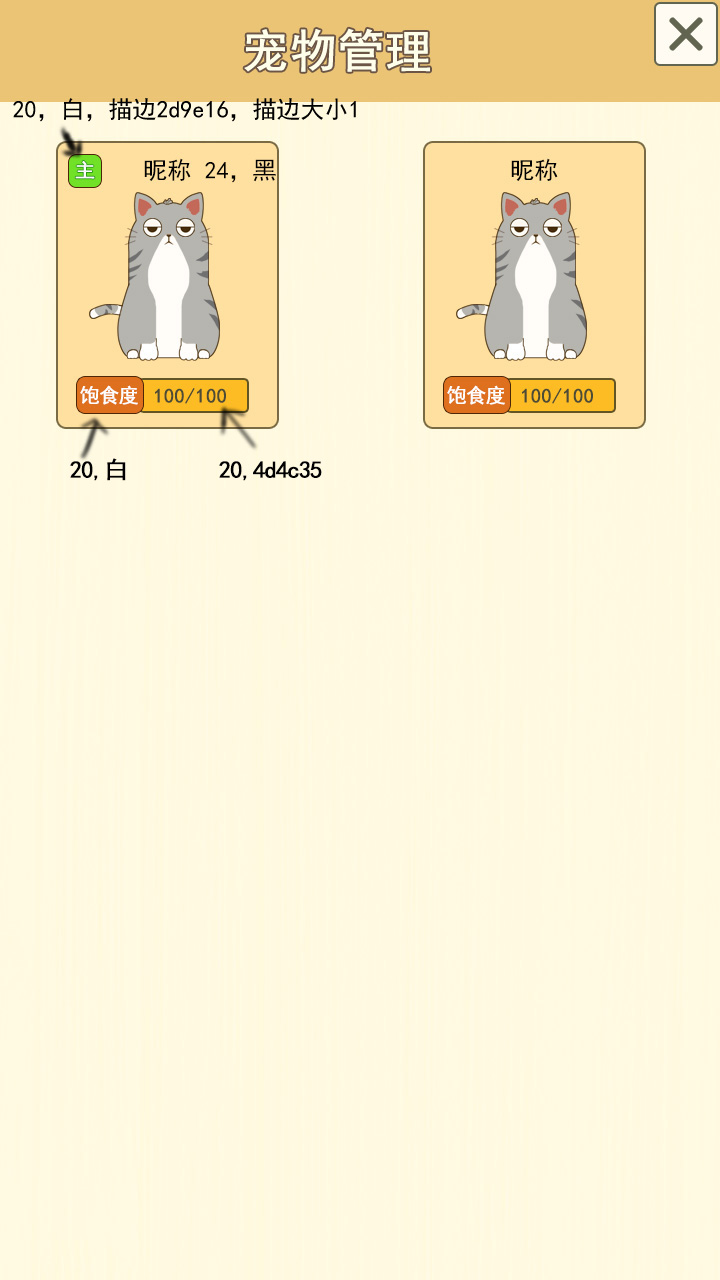 宠物管理
20，白，描边2d9e16，描边大小1
主
昵称 24，黑
昵称
饱食度 100/100
饱食度 100/100
20,白
20,4d4c35